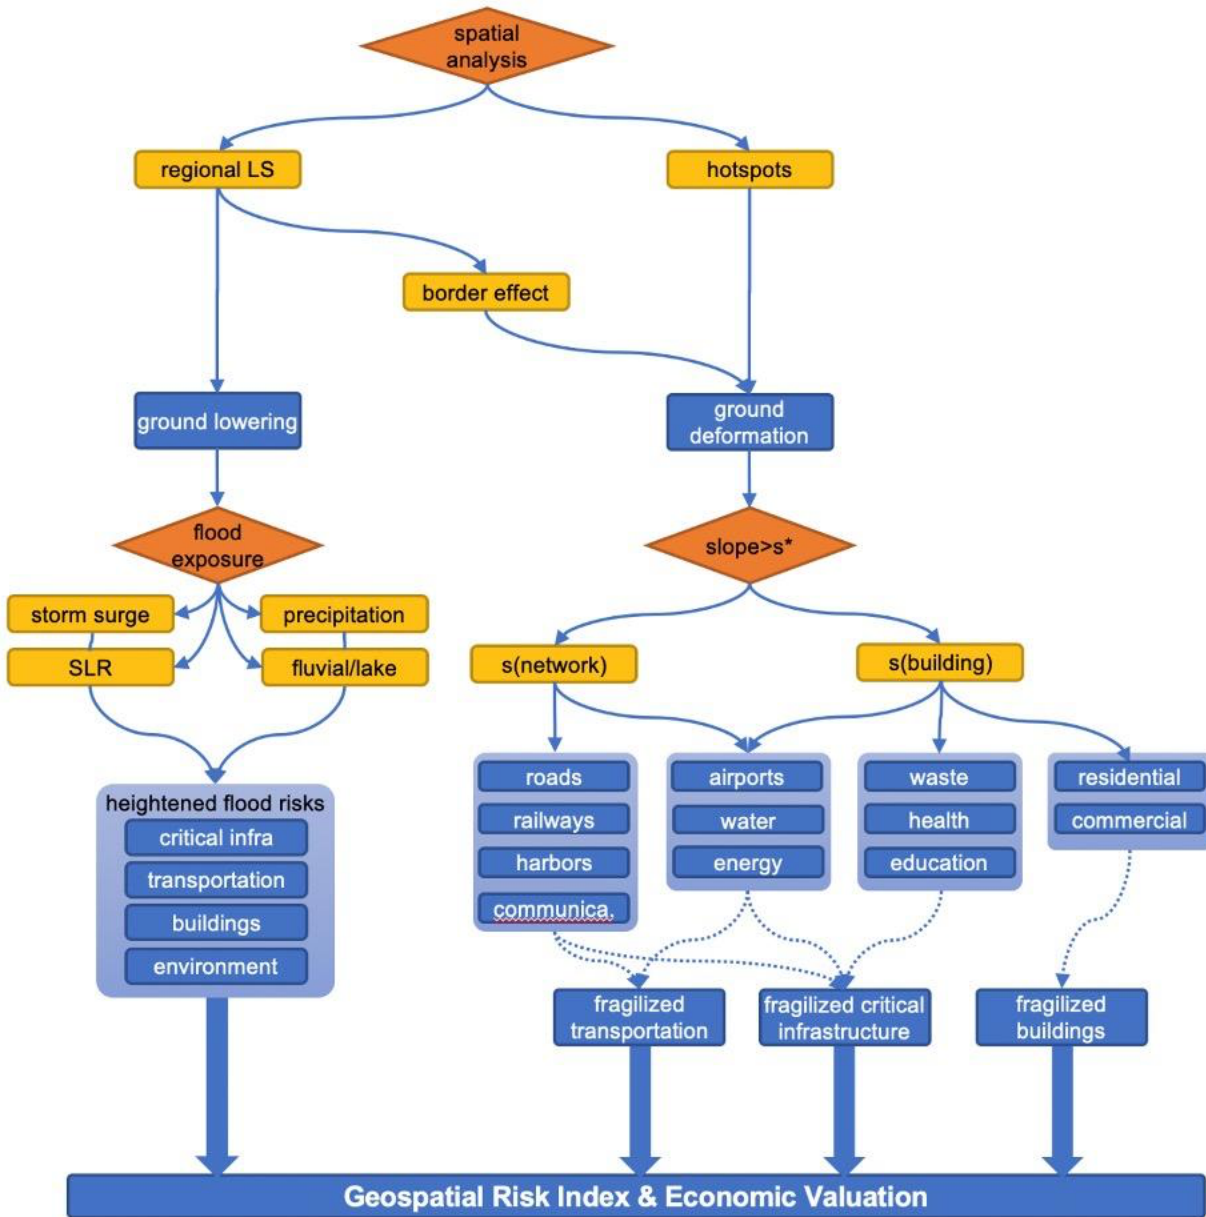 spatial
analysis
regional LS
hotspots
border effect
ground lowering
ground
deformation
flood
exposure
slope>s*
storm surge
precipitation
SLR
fluvial/lake
s(network)
s(building)
heightened flood risks
critical infra
transportation
buildings
environment
roads
railways
harbors
communica.
airports
water
energy
waste
health
education
residential
commercial
fragilized
transportation
fragilized critical
infrastructure
fragilized
buildings
Geospatial Risk Index & Economic Valuation